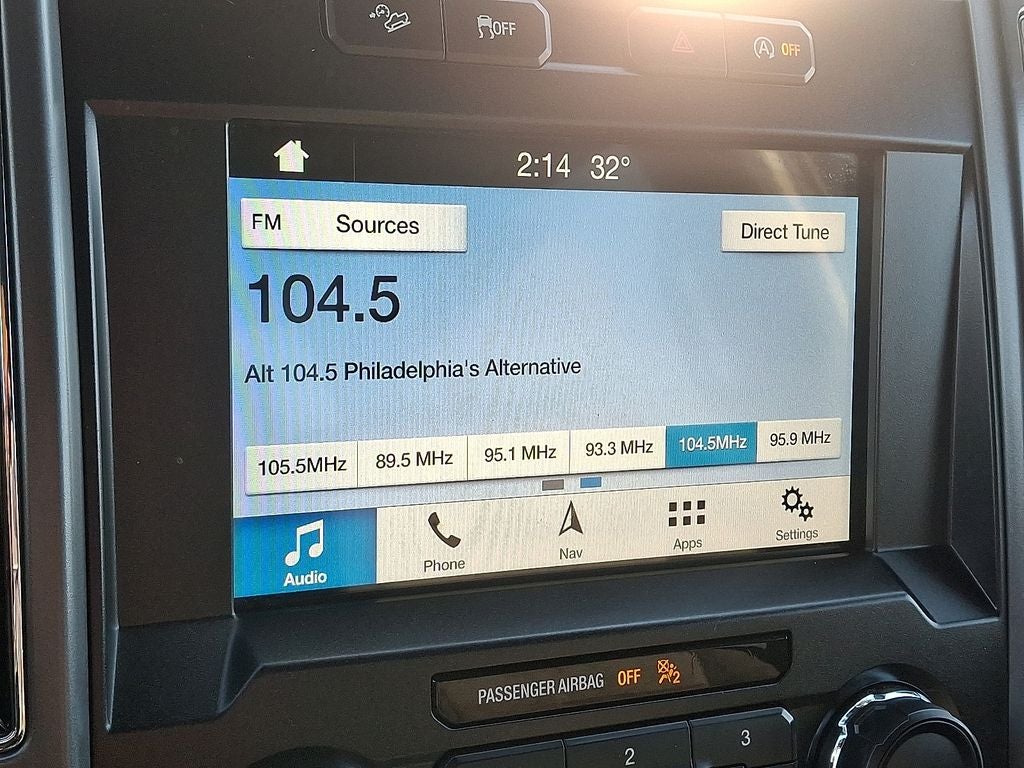 OFF
A OFF
2:14 32°
FM Sources
Direct Tune
104.5
Alt 104.5 Philadelphia's Alternative
105.5MHz 89.5 MHz 95.1 MHz 93.3 MHz 104.5MHz 95.9 MHz
Audio Phone Nav Apps Settings
PASSENGER AIRBAG OFF 2
2 3